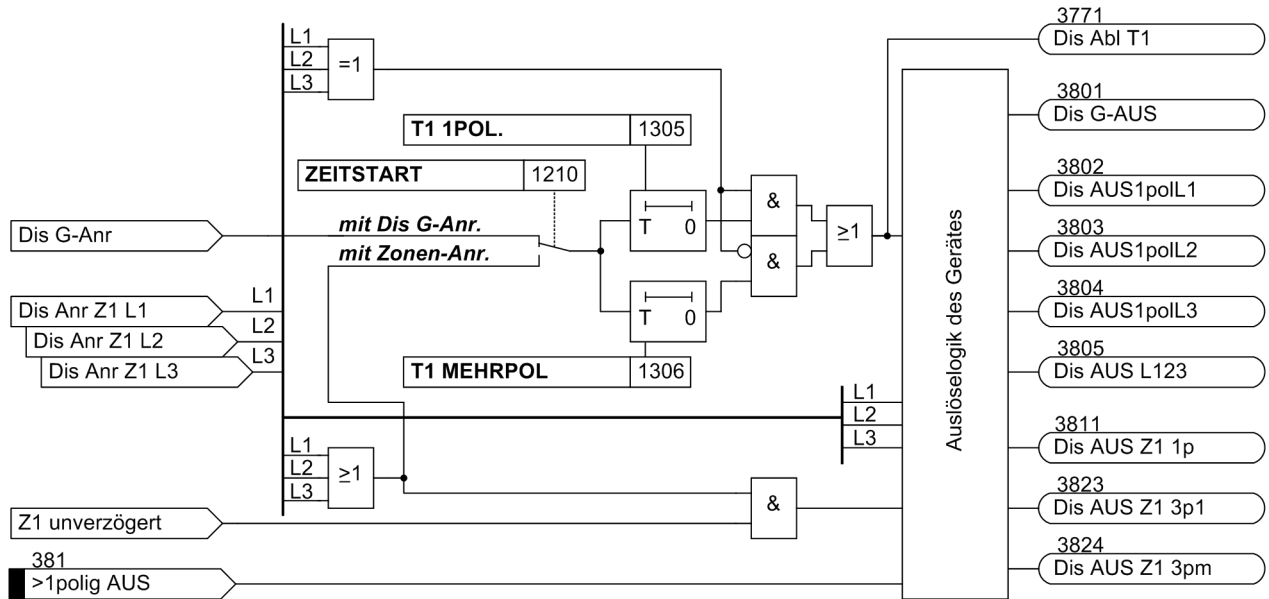 L1
L2
L3
=1
3771
Dis Abl T1
T1 1POL. 1305
3801
Dis G-AUS
ZEITSTART 1210
3802
Dis AUS1polL1
Dis G-Anr
mit Dis G-Anr.
mit Zonen-Anr.
T 0
&
&
≥1
3803
Dis AUS1polL2
Dis Anr Z1 L1
L1
Dis Anr Z1 L2
L2
Dis Anr Z1 L3
L3
T 0
3804
Dis AUS1polL3
T1 MEHRPOL 1306
3805
Dis AUS L123
Auslöselogik des Gerätes
L1
L2
L3
3811
Dis AUS Z1 1p
L1
L2
L3
≥1
&
3823
Dis AUS Z1 3p1
Z1 unverzögert
381
>1polig AUS
3824
Dis AUS Z1 3pm